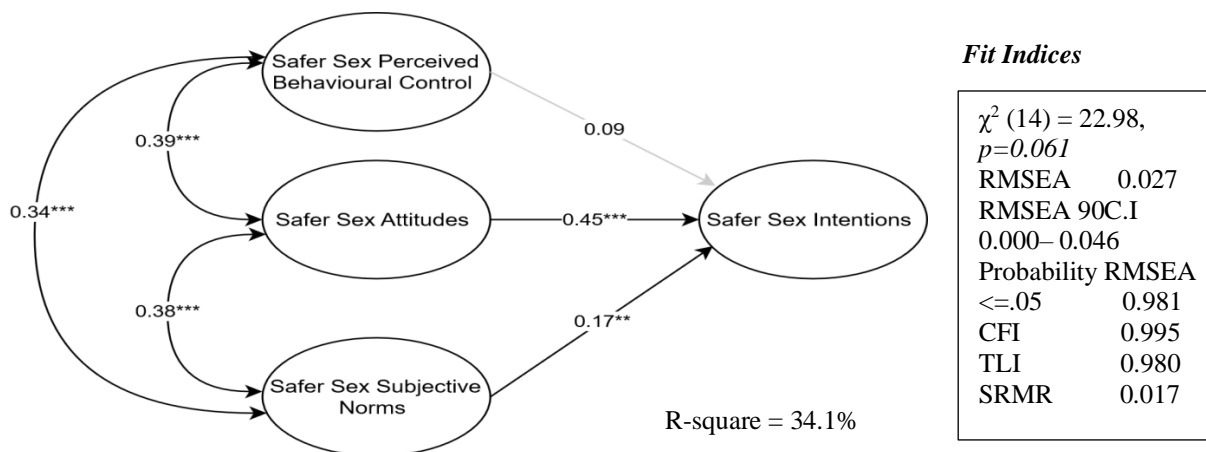 Safer Sex Perceived
Behavioural Control
0.09
0.39***
0.34***
Safer Sex Attitudes
0.45***
Safer Sex Intentions
0.38***
0.17**
Safer Sex Subjective
Norms
R-square = 34.1%
Fit Indices
χ² (14) = 22.98,
p=0.061
RMSEA 0.027
RMSEA 90C.I
0.000– 0.046
Probability RMSEA
<=.05 0.981
CFI 0.995
TLI 0.980
SRMR 0.017